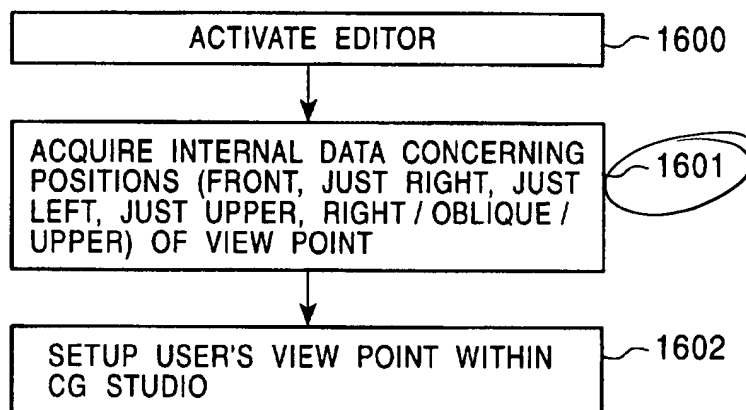 ACTIVATE EDITOR
1600
ACQUIRE INTERNAL DATA CONCERNING
POSITIONS (FRONT, JUST RIGHT, JUST
LEFT, JUST UPPER, RIGHT / OBLIQUE /
UPPER) OF VIEW POINT
1601
SETUP USER'S VIEW POINT WITHIN
CG STUDIO
1602